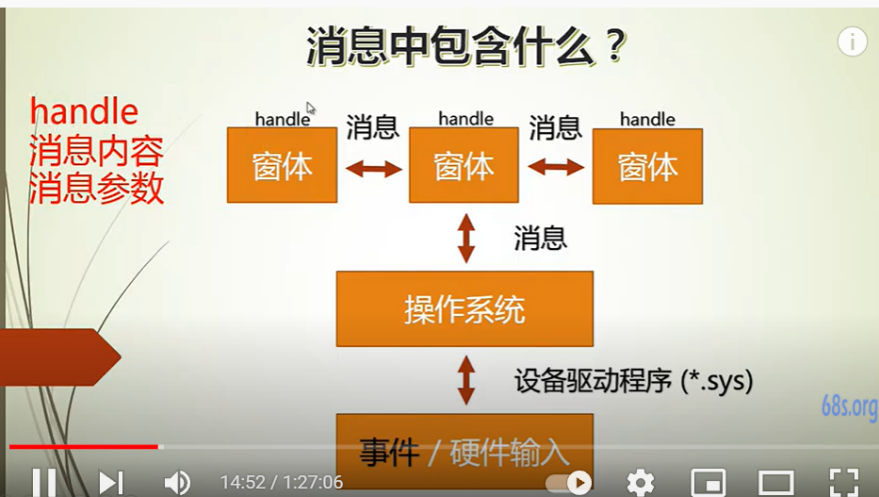 消息中包含什么？
handle
消息内容
消息参数
handle
消息
handle
消息
handle
窗体
窗体
窗体
消息
操作系统
设备驱动程序 (*.sys)
68s.org
事件 / 硬件输入
14:52 / 1:27:06